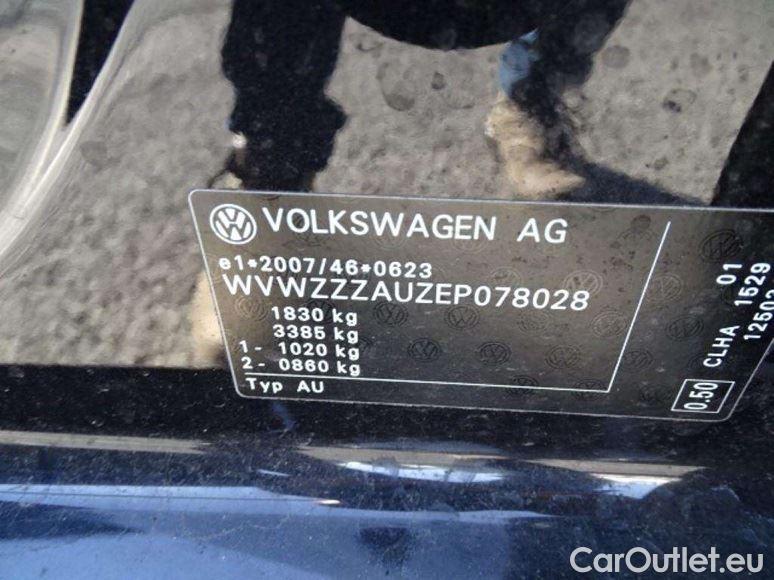 VOLKSWAGEN AG
e1*2007/46*0623
WVWZZZAUZEP078028
1830 kg
3385 kg
1- 1020 kg
2- 0860 kg
Typ AU
01
CLHA 1529
0.50
CarOutlet.eu